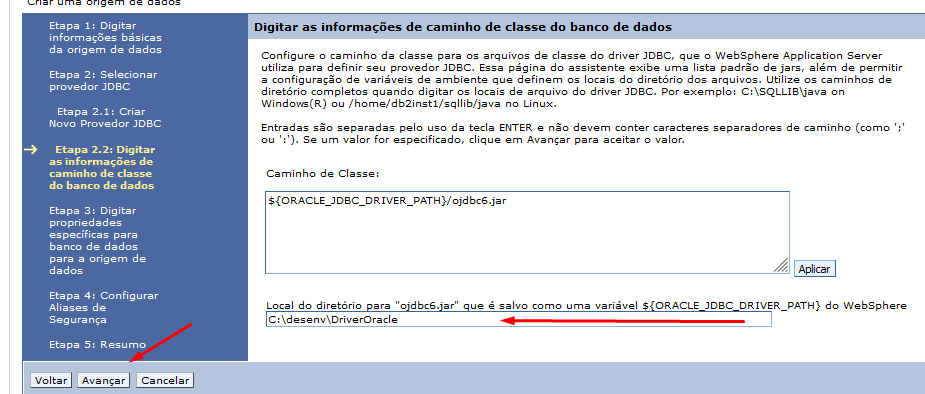 Criar uma origem de dados
Etapa 1: Digitar
informações básicas
da origem de dados
Etapa 2: Selecionar
provedor JDBC
Etapa 2.1: Criar
Novo Provedor JDBC
Etapa 2.2: Digitar
as informações de
caminho de classe
do banco de dados
Etapa 3: Digitar
propriedades
específicas para
banco de dados
para a origem de
dados
Etapa 4: Configurar
Aliases de
Segurança
Etapa 5: Resumo
Digitar as informações de caminho de classe do banco de dados
Configure o caminho da classe para os arquivos de classe do driver JDBC, que o WebSphere Application Server
utiliza para definir seu provedor JDBC. Essa página do assistente exibe uma lista padrão de jars, além de permitir
a configuração de variáveis de ambiente que definem os locais do diretório dos arquivos. Utilize os caminhos de
diretório completos quando digitar os locais de arquivo do driver JDBC. Por exemplo: C:\SQLLIB\java on
Windows(R) ou /home/db2inst1/sqllib/java no Linux.
Entradas são separadas pelo uso da tecla ENTER e não devem conter caracteres separadores de caminho (como ';'
ou ':'). Se um valor for especificado, clique em Avançar para aceitar o valor.
Caminho de Classe:
${ORACLE_JDBC_DRIVER_PATH}/ojdbc6.jar
Aplicar
Local do diretório para "ojdbc6.jar" que é salvo como uma variável ${ORACLE_JDBC_DRIVER_PATH} do WebSphere
C:\desenv\DriverOracle
Voltar Avançar Cancelar